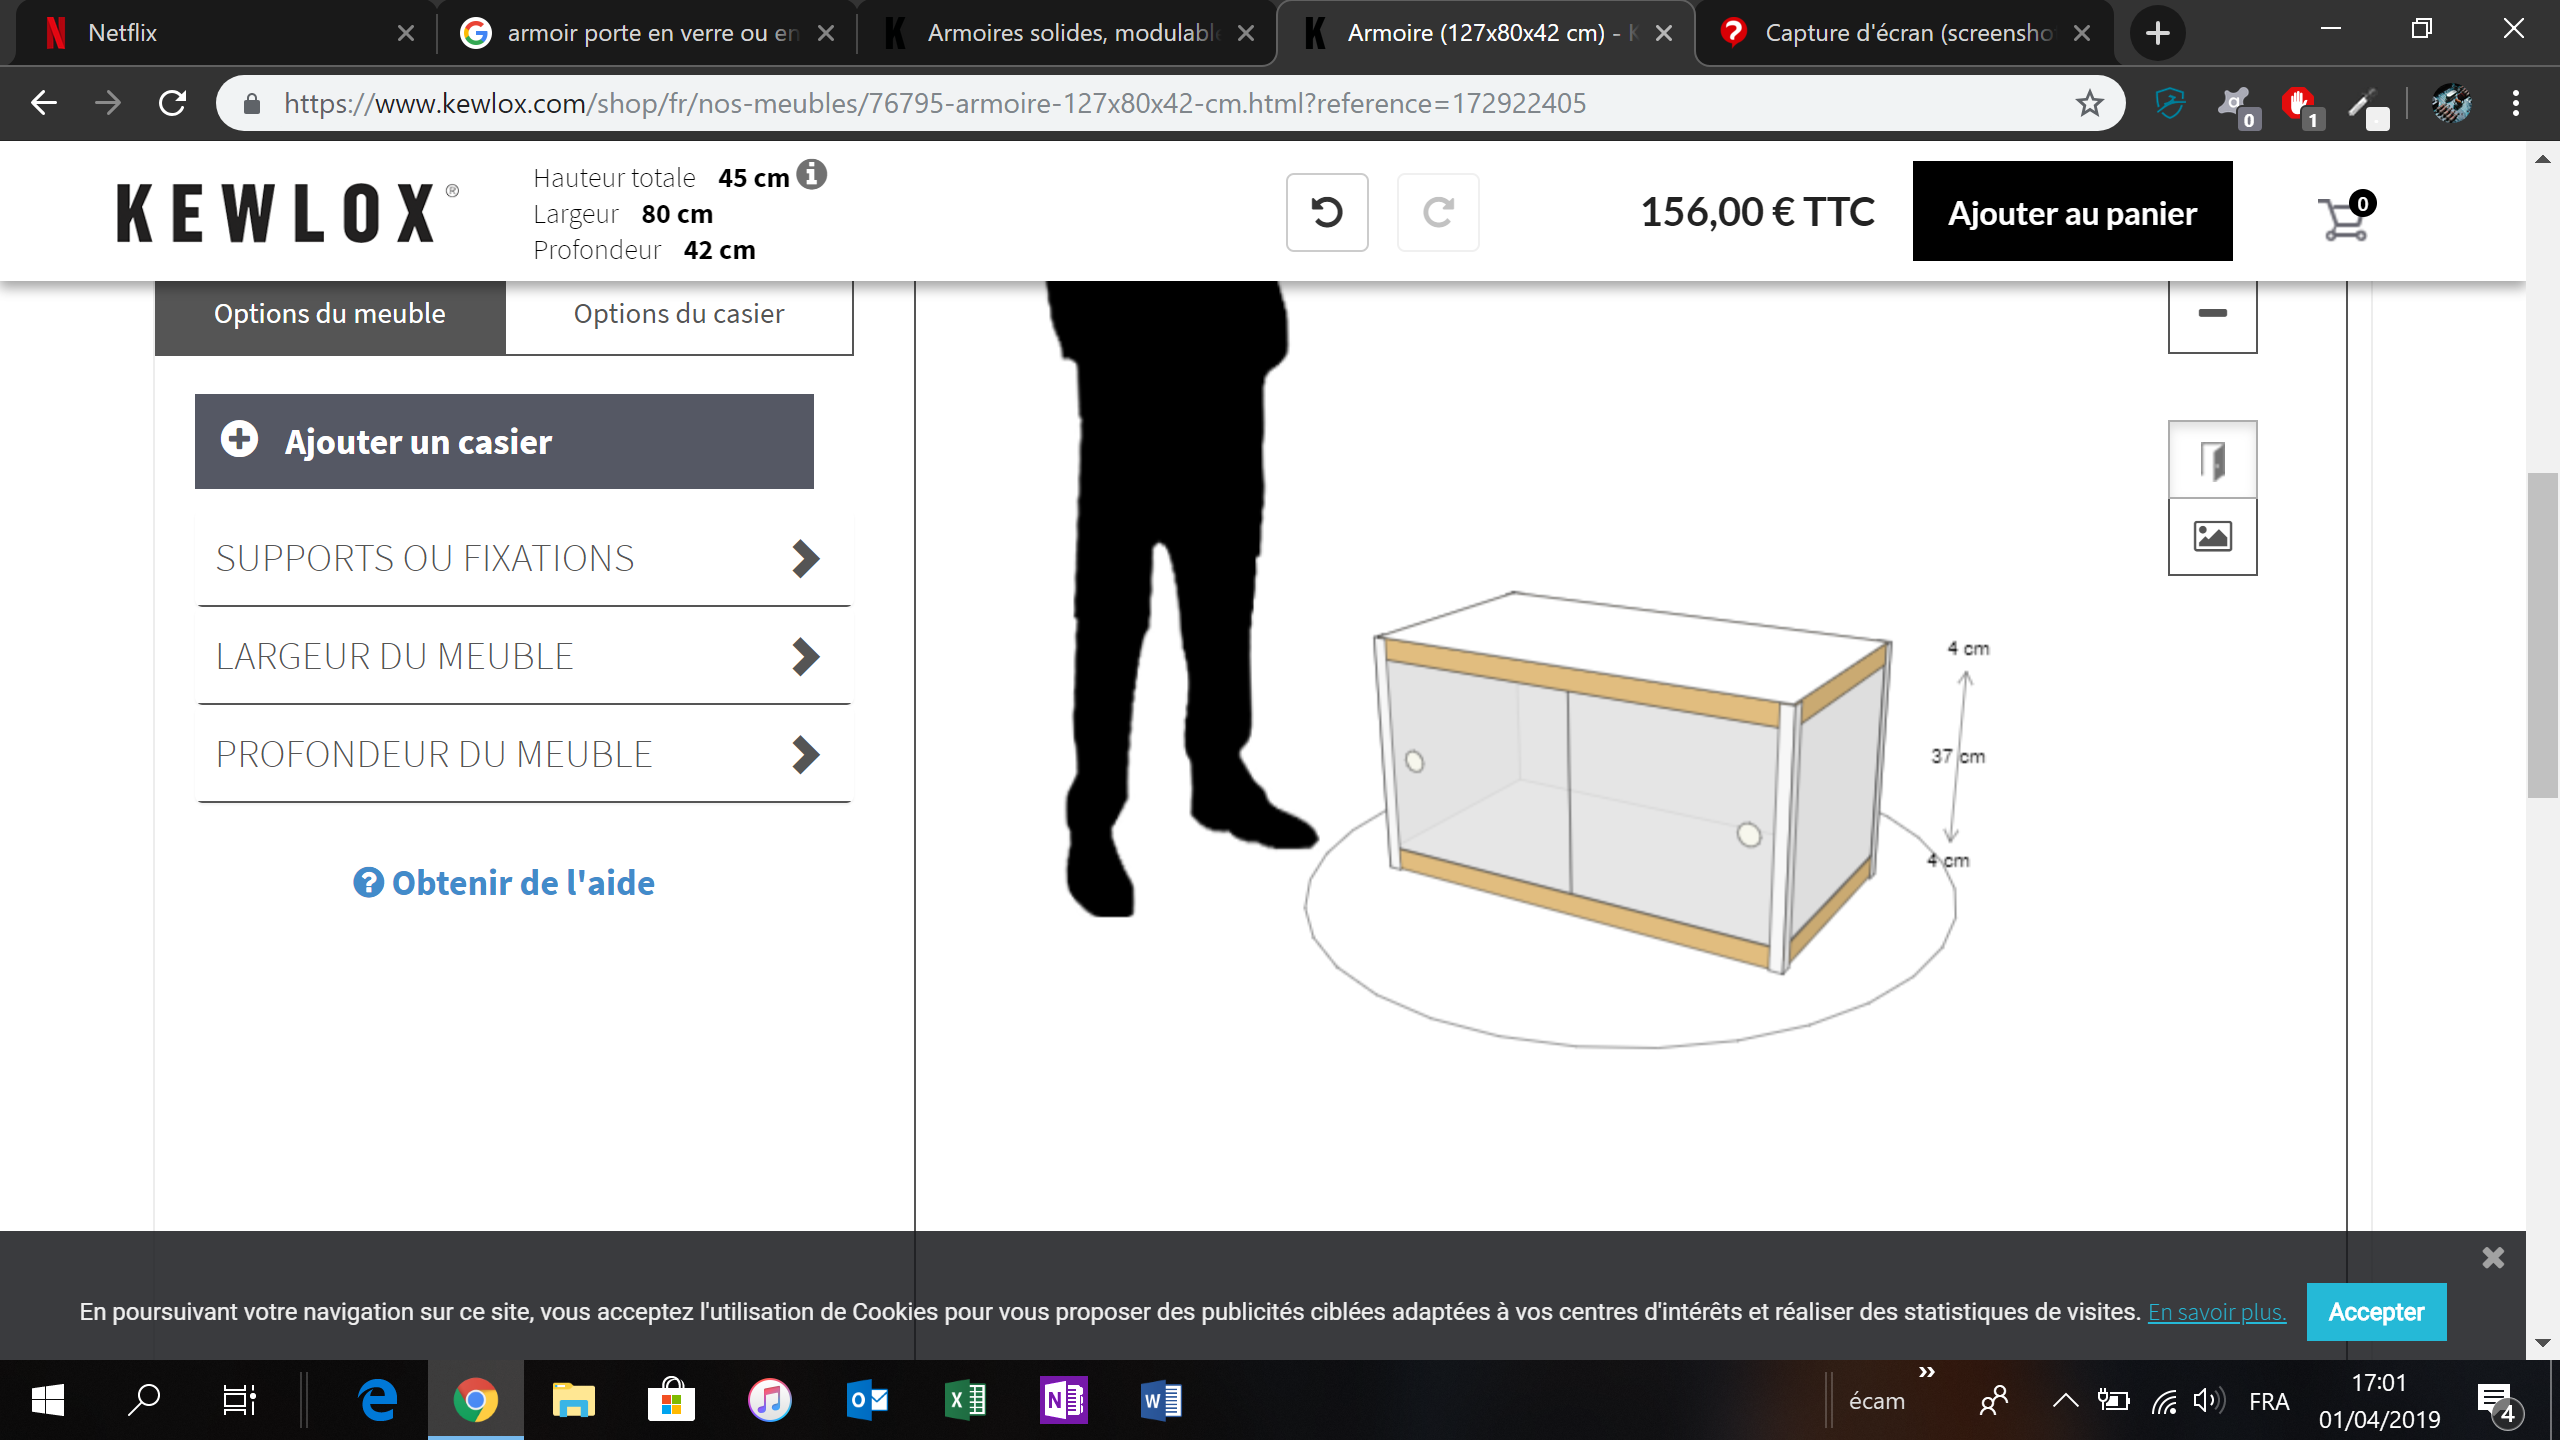 Netflix
armoir porte en verre ou en
Armoires solides, modulable
Armoire (127x80x42 cm) - K
Capture d'écran (screensho
https://www.kewlox.com/shop/fr/nos-meubles/76795-armoire-127x80x42-cm.html?reference=172922405
0
1
KEWLOX®
Hauteur totale 45 cm
Largeur 80 cm
Profondeur 42 cm
156,00 € TTC
Ajouter au panier
0
Options du meuble
Options du casier
Ajouter un casier
SUPPORTS OU FIXATIONS
LARGEUR DU MEUBLE
PROFONDEUR DU MEUBLE
Obtenir de l'aide
4 cm
37 cm
4 cm
En poursuivant votre navigation sur ce site, vous acceptez l'utilisation de Cookies pour vous proposer des publicités ciblées adaptées à vos centres d'intérêts et réaliser des statistiques de visites. En savoir plus.
Accepter
écam
FRA
17:01
01/04/2019
4